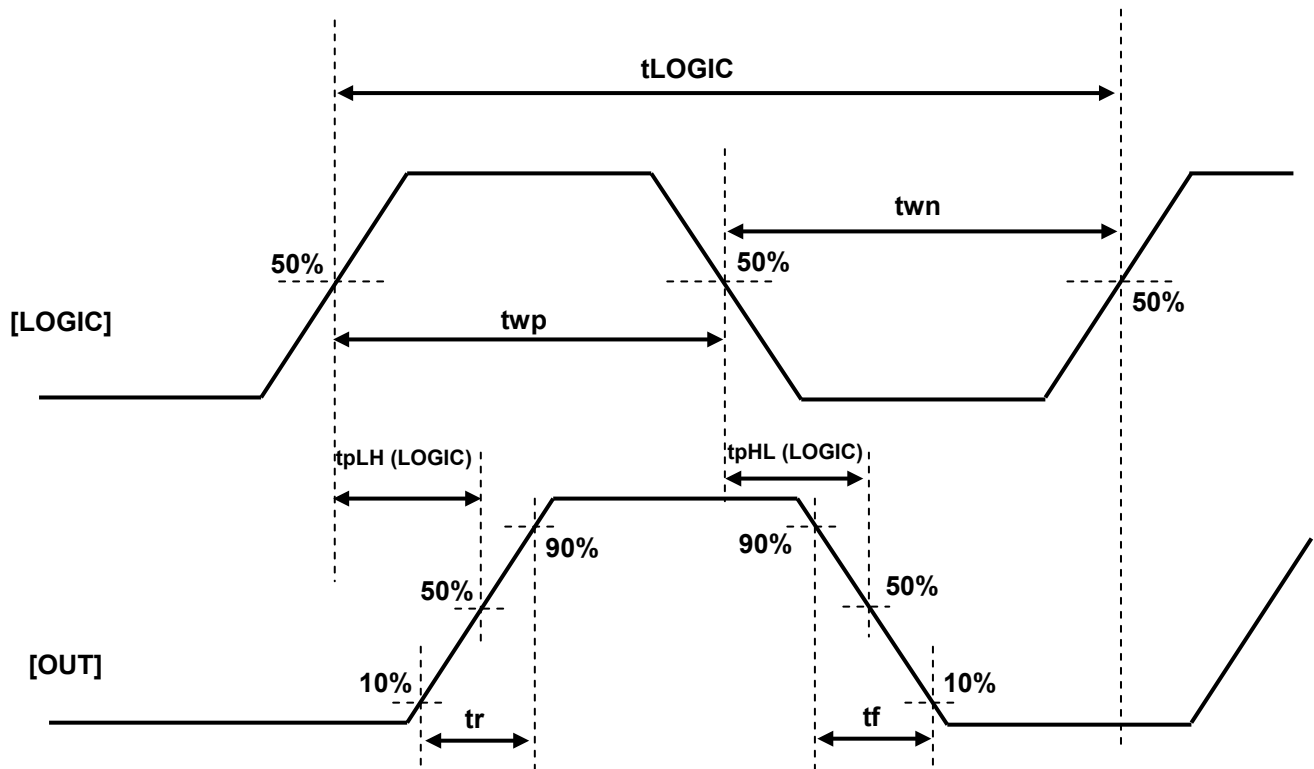 tLOGIC
twn
50%
50%
50%
[LOGIC]
twp
tpLH (LOGIC)
tpHL (LOGIC)
90%
90%
50%
50%
[OUT]
10%
10%
tr
tf